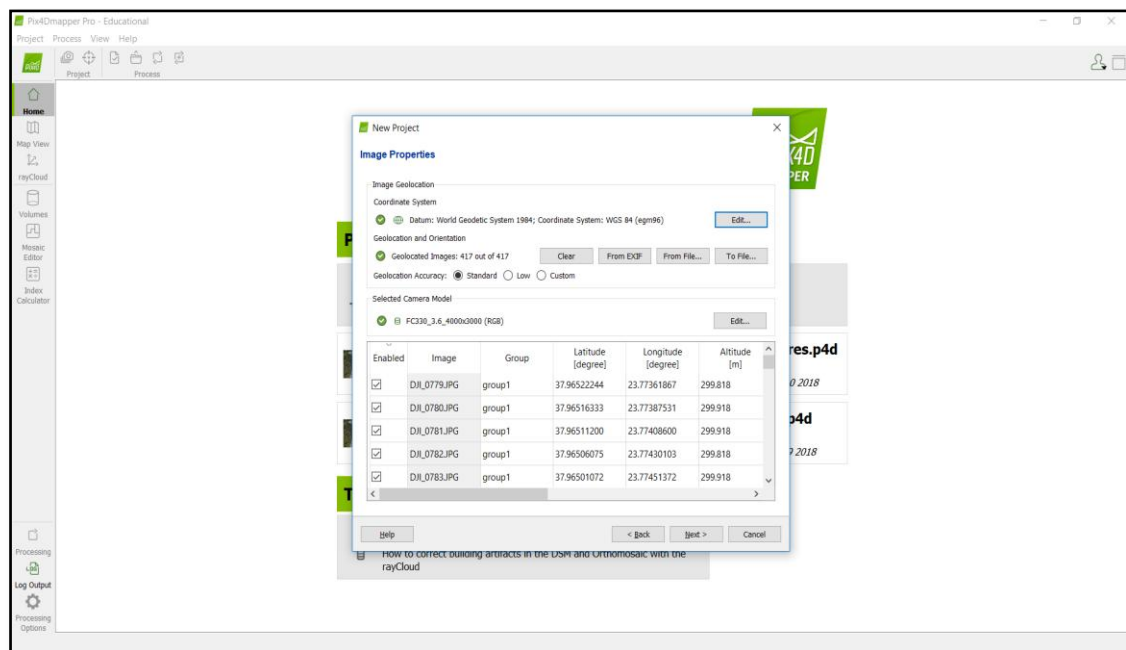 Pix4Dmapper Pro - Educational
Project Process View Help
Project Process
Home
Map View
rayCloud
Volumes
Mosaic
Editor
Index
Calculator
Processing
Log Output
Processing
Options
New Project
Image Properties
Image Geolocation
Coordinate System
Datum: World Geodetic System 1984; Coordinate System: WGS 84 (egm96)
Edit...
Geolocation and Orientation
Geolocated Images: 417 out of 417
Clear
From EXIF
From File...
To File...
Geolocation Accuracy: Standard Low Custom
Selected Camera Model
FC330_3.6_4000x3000 (RGB)
Edit...
Enabled Image Group Latitude [degree] Longitude [degree] Altitude [m]
DJI_0779.JPG group1 37.96522244 23.77361867 299.818
DJI_0780.JPG group1 37.96516333 23.77387531 299.918
DJI_0781.JPG group1 37.96511200 23.77408600 299.918
DJI_0782.JPG group1 37.96506075 23.77430103 299.818
DJI_0783.JPG group1 37.96501072 23.77451372 299.918
Help
< Back
Next >
Cancel
res.p4d
0 2018
p4d
9 2018
How to correct building artifacts in the DSM and Orthomosaic with the
rayCloud